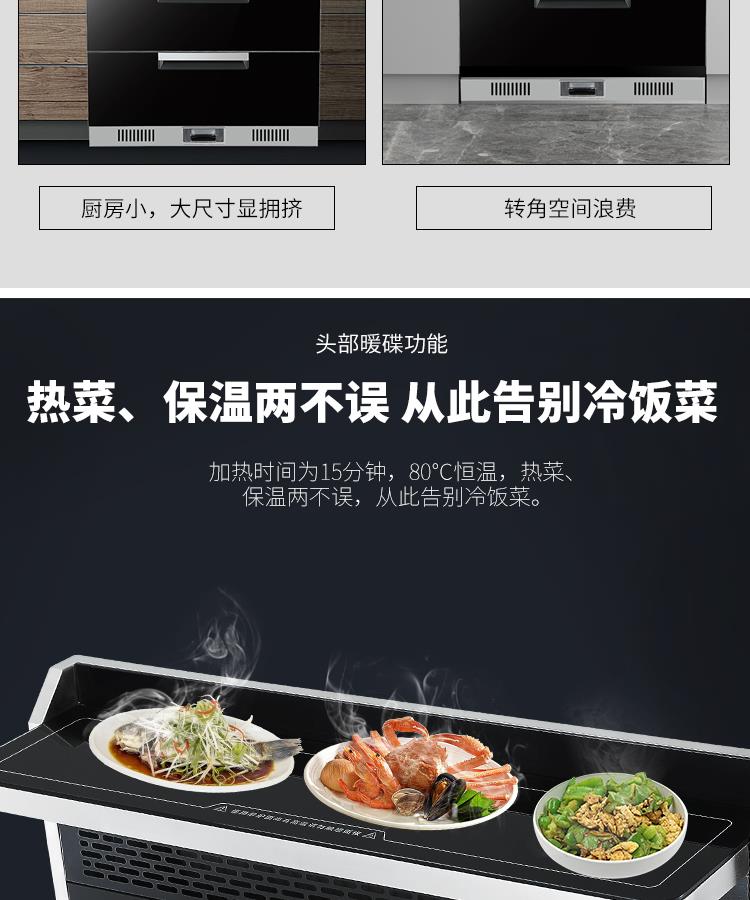 厨房小，大尺寸显拥挤
转角空间浪费
头部暖碟功能
热菜、保温两不误 从此告别冷饭菜
加热时间为15分钟，80℃恒温，热菜、
保温两不误，从此告别冷饭菜。